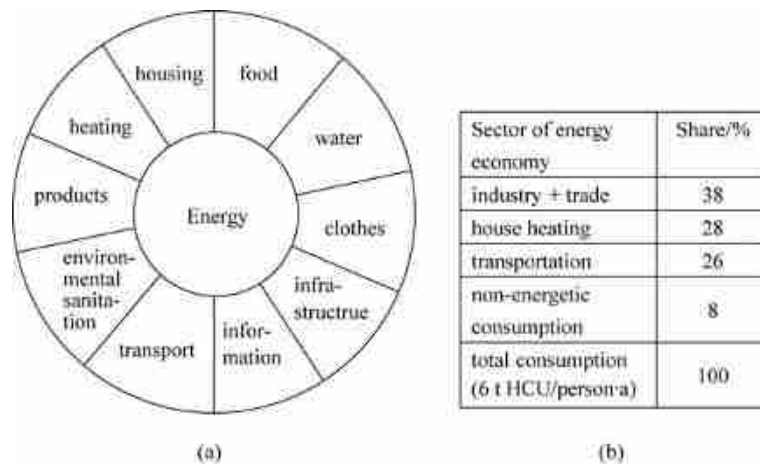 housing
food
water
clothes
infra-
structrue
infor-
mation
transport
environ-
mental
sanita-
tion
products
heating
Energy
(a)
Sector of energy
economy
Share/%
industry + trade
38
house heating
28
transportation
26
non-energetic
consumption
8
total consumption
(6 t HCU/person·a)
100
(b)